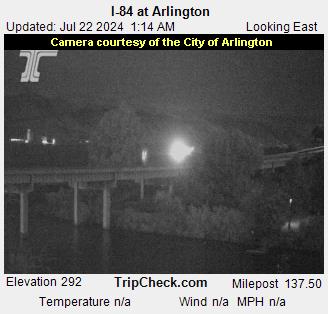 I-84 at Arlington
Updated: Jul 22 2024 1:14 AM Looking East
Camera courtesy of the City of Arlington
Elevation 292 TripCheck.com Milepost 137.50
Temperature n/a Wind n/a MPH n/a